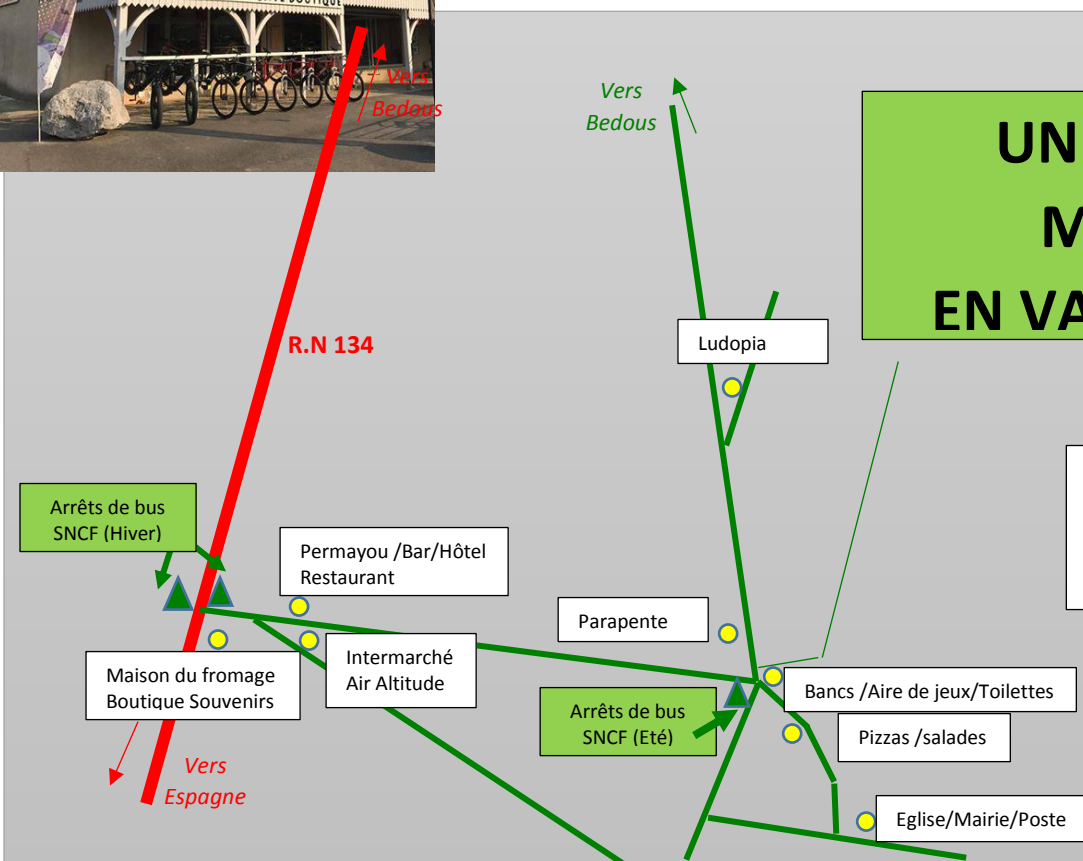 BOUTIQUE
Vers
Bedous
Vers
Bedous
UN
M
EN VA
R.N 134
Ludopia
Arrêts de bus
SNCF (Hiver)
Permayou /Bar/Hôtel
Restaurant
Parapente
Maison du fromage
Boutique Souvenirs
Intermarché
Air Altitude
Arrêts de bus
SNCF (Eté)
Bancs /Aire de jeux/Toilettes
Pizzas /salades
Vers
Espagne
Eglise/Mairie/Poste